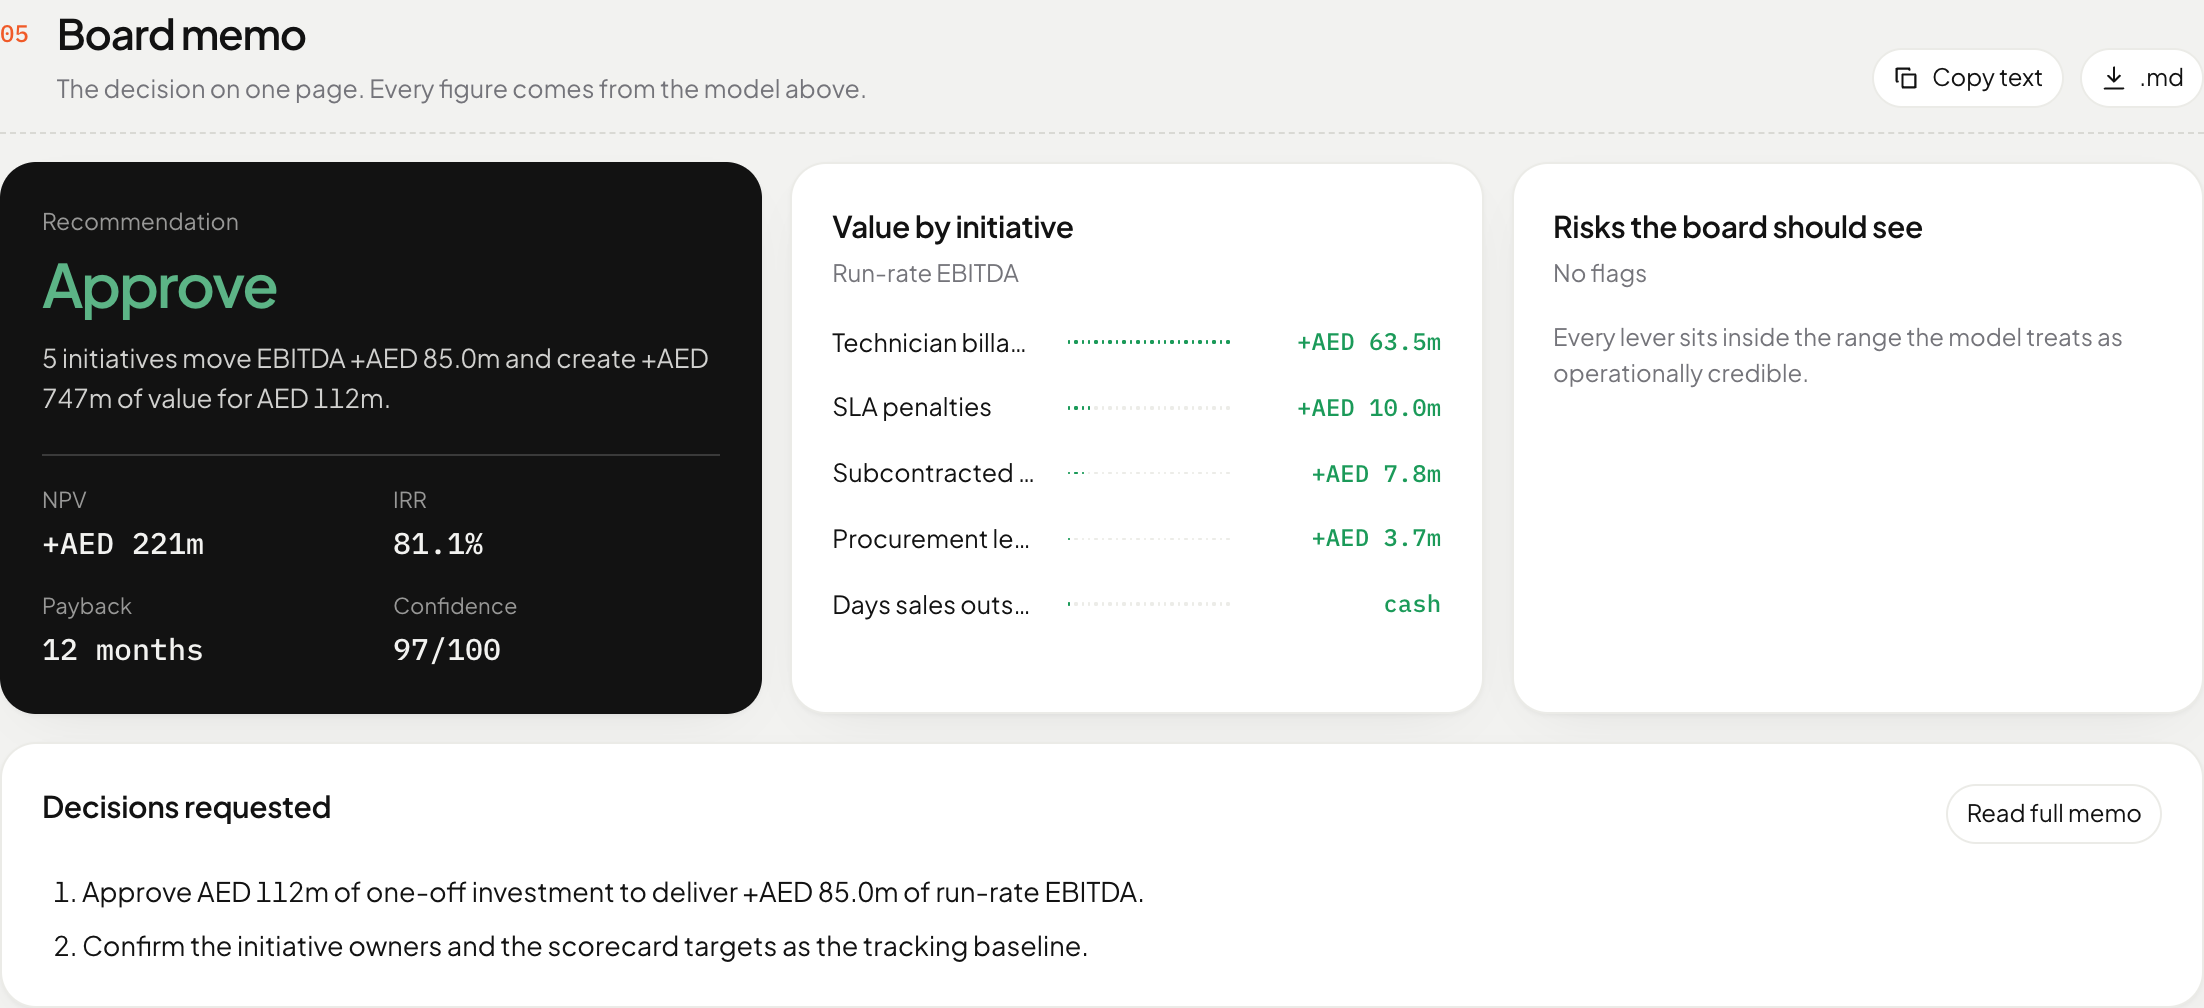 05
Board memo
The decision on one page. Every figure comes from the model above.
Copy text
.md
Recommendation
Approve
5 initiatives move EBITDA +AED 85.0m and create +AED
747m of value for AED 112m.
NPV
+AED 221m
IRR
81.1%
Payback
12 months
Confidence
97/100
Value by initiative
Run-rate EBITDA
Technician billa... +AED 63.5m
SLA penalties +AED 10.0m
Subcontracted ... +AED 7.8m
Procurement le... +AED 3.7m
Days sales outs... cash
Risks the board should see
No flags
Every lever sits inside the range the model treats as
operationally credible.
Decisions requested
Read full memo
1. Approve AED 112m of one-off investment to deliver +AED 85.0m of run-rate EBITDA.
2. Confirm the initiative owners and the scorecard targets as the tracking baseline.